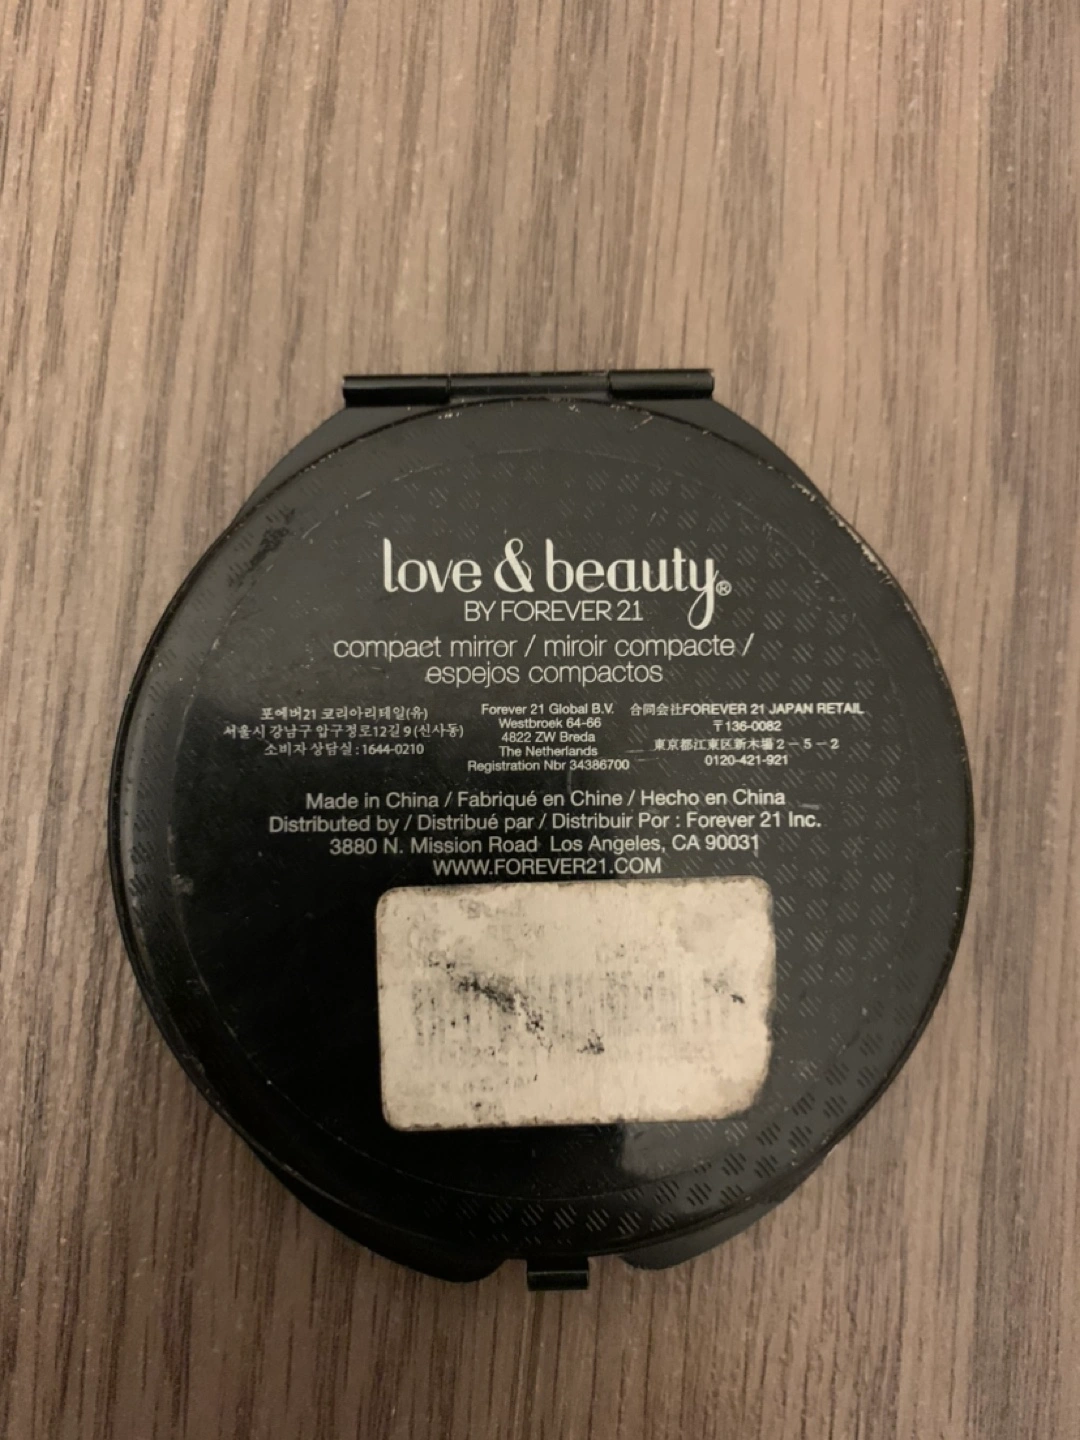 love & beauty®
BY FOREVER 21
compact mirror / miroir compacte /
espejos compactos
포에버21 코리아리테일(유)
서울시 강남구 압구정로12길 9 (신사동)
소비자 상담실 : 1644-0210
Forever 21 Global B.V.
Westbroek 64-66
4822 ZW Breda
The Netherlands
Registration Nbr 34386700
合同会社FOREVER 21 JAPAN RETAIL
〒136-0082
東京都江東区新木場2-5-2
0120-421-921
Made in China / Fabriqué en Chine / Hecho en China
Distributed by / Distribué par / Distribuir Por : Forever 21 Inc.
3880 N. Mission Road Los Angeles, CA 90031
WWW.FOREVER21.COM